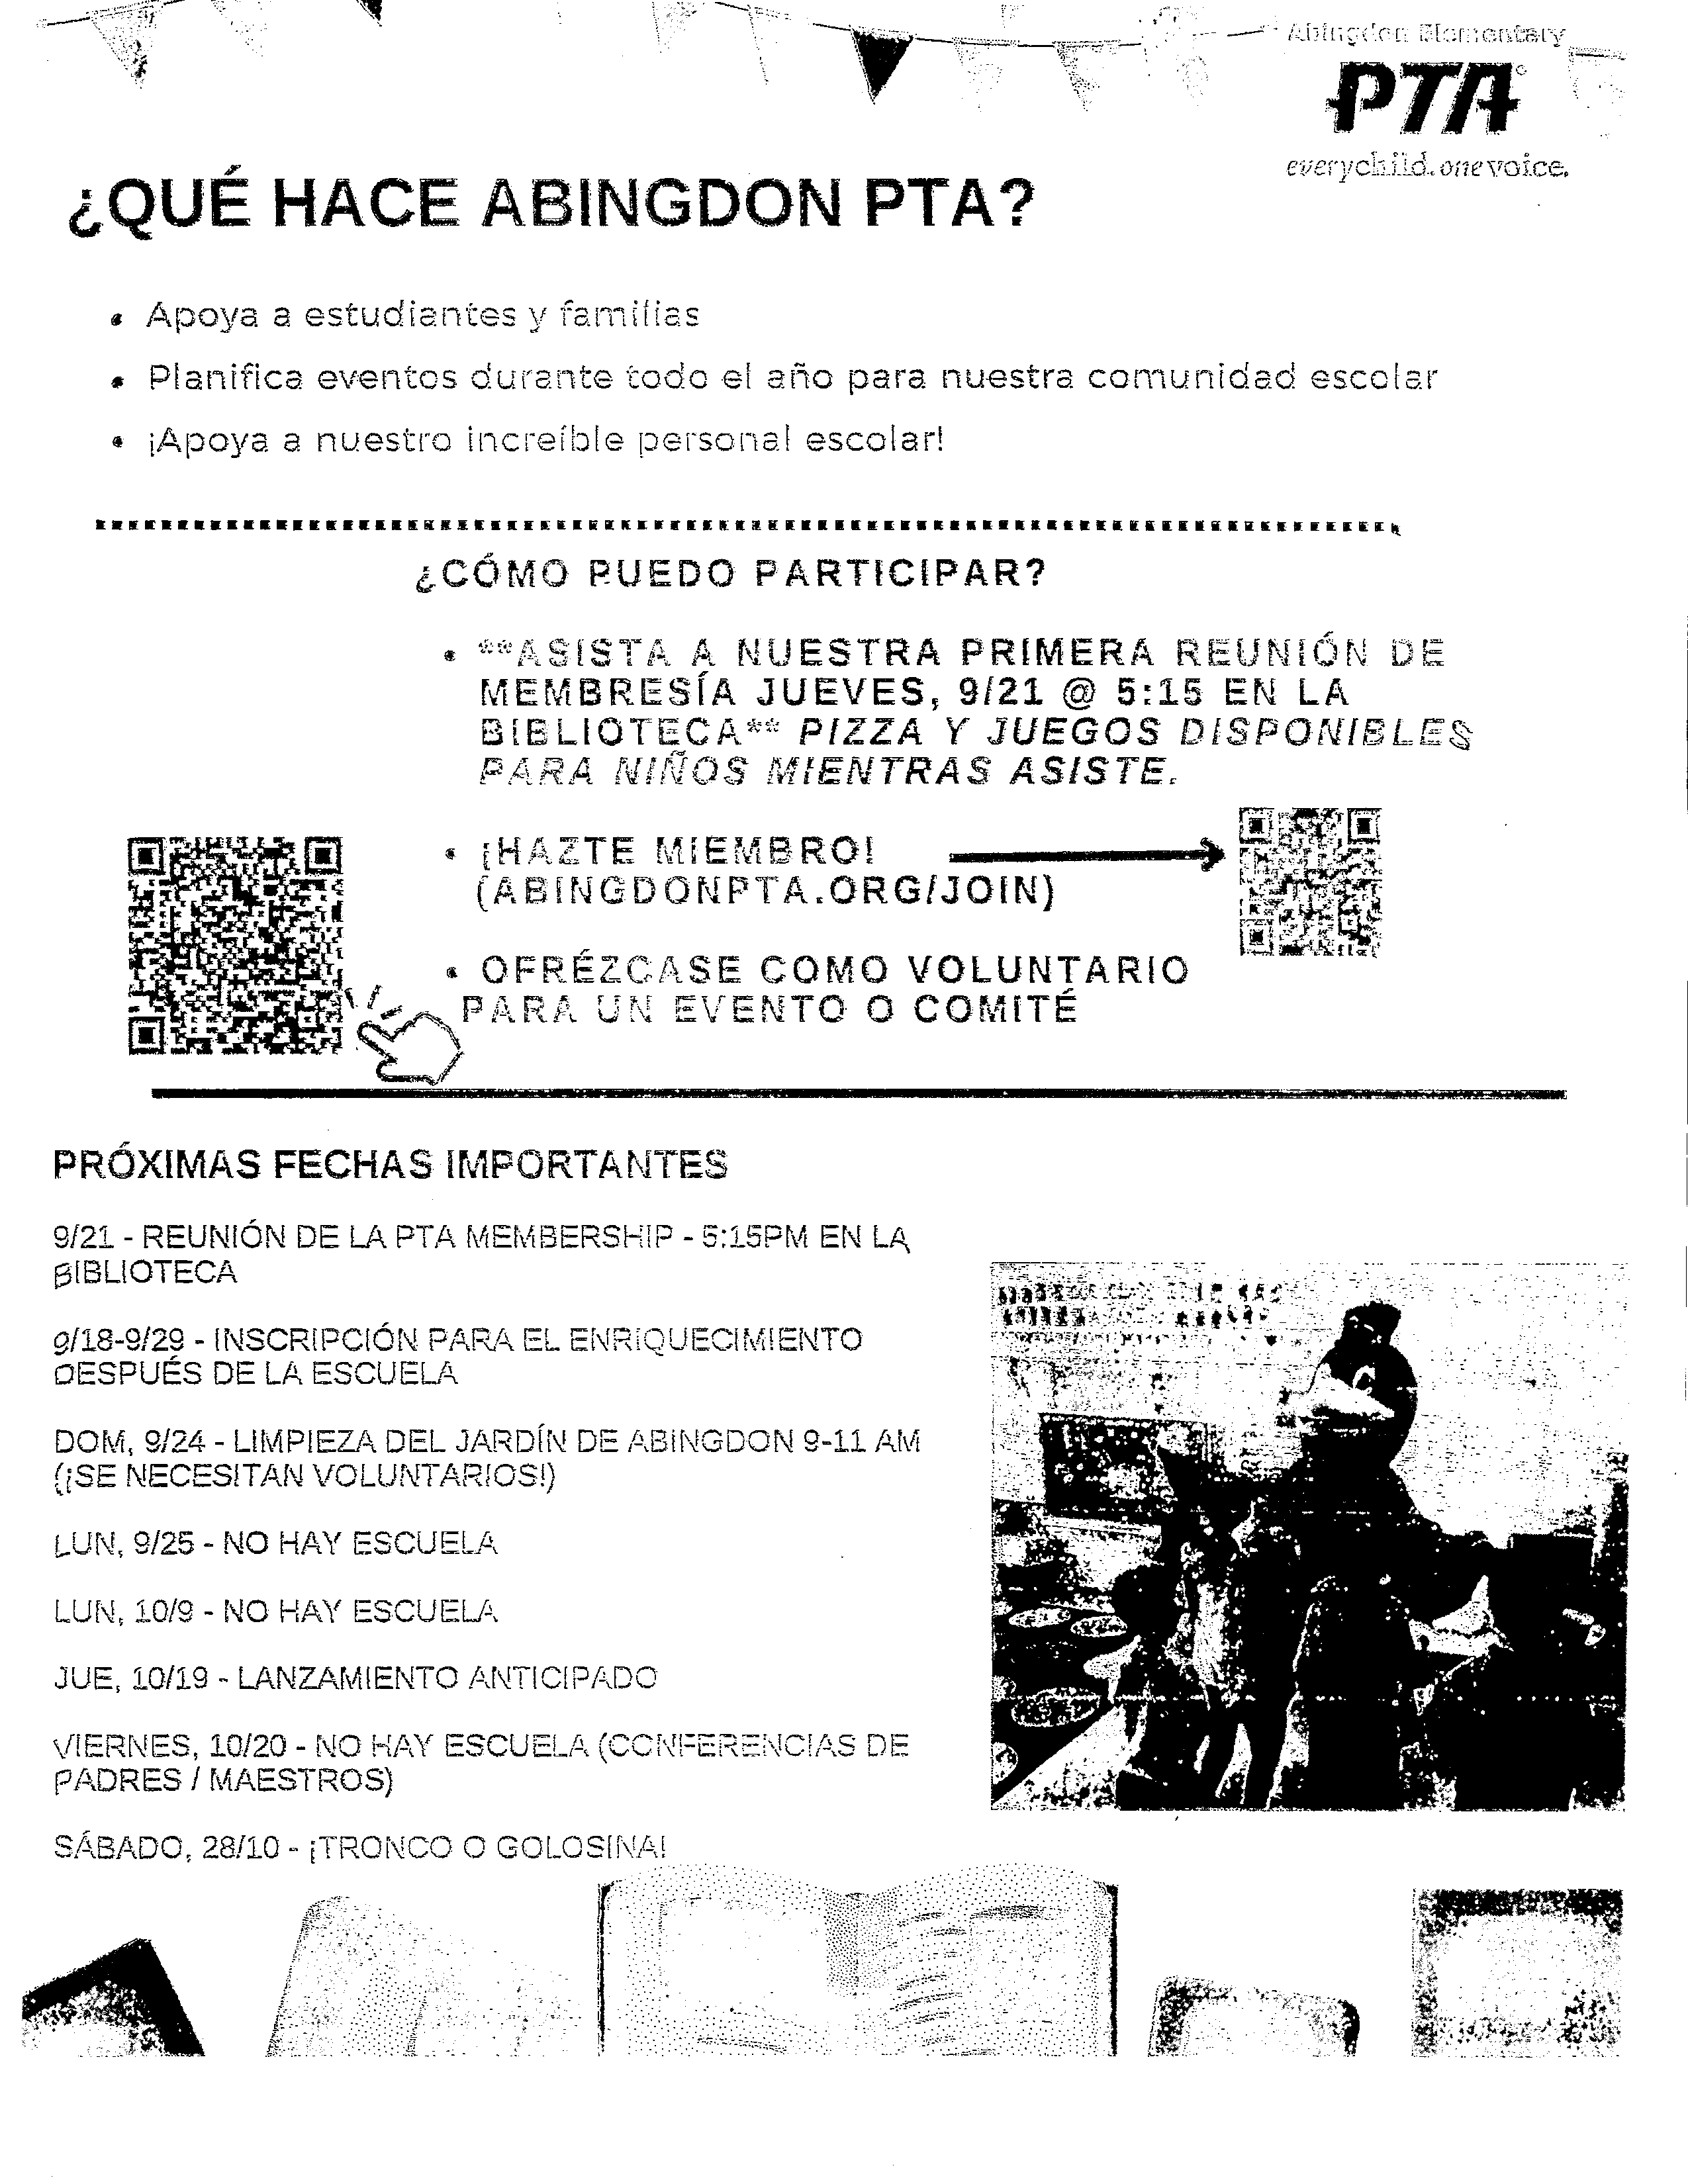 Abingdon Elementary
PTA
everychild.onevoice.
¿QUÉ HACE ABINGDON PTA?
• Apoya a estudiantes y familias
• Planifica eventos durante todo el año para nuestra comunidad escolar
• ¡Apoya a nuestro increíble personal escolar!
¿CÓMO PUEDO PARTICIPAR?
• **ASISTA A NUESTRA PRIMERA REUNIÓN DE
MEMBRESÍA JUEVES, 9/21 @ 5:15 EN LA
BIBLIOTECA** PIZZA Y JUEGOS DISPONIBLES
PARA NIÑOS MIENTRAS ASISTE.
• ¡HAZTE MIEMBRO!
(ABINGDONPTA.ORG/JOIN)
• OFRÉZCASE COMO VOLUNTARIO
PARA UN EVENTO O COMITÉ
PRÓXIMAS FECHAS IMPORTANTES
9/21 - REUNIÓN DE LA PTA MEMBERSHIP - 5:15PM EN LA
BIBLIOTECA
9/18-9/29 - INSCRIPCIÓN PARA EL ENRIQUECIMIENTO
DESPUÉS DE LA ESCUELA
DOM, 9/24 - LIMPIEZA DEL JARDÍN DE ABINGDON 9-11 AM
(¡SE NECESITAN VOLUNTARIOS!)
LUN, 9/25 - NO HAY ESCUELA
LUN, 10/9 - NO HAY ESCUELA
JUE, 10/19 - LANZAMIENTO ANTICIPADO
VIERNES, 10/20 - NO HAY ESCUELA (CONFERENCIAS DE
PADRES / MAESTROS)
SÁBADO, 28/10 - ¡TRONCO O GOLOSINA!